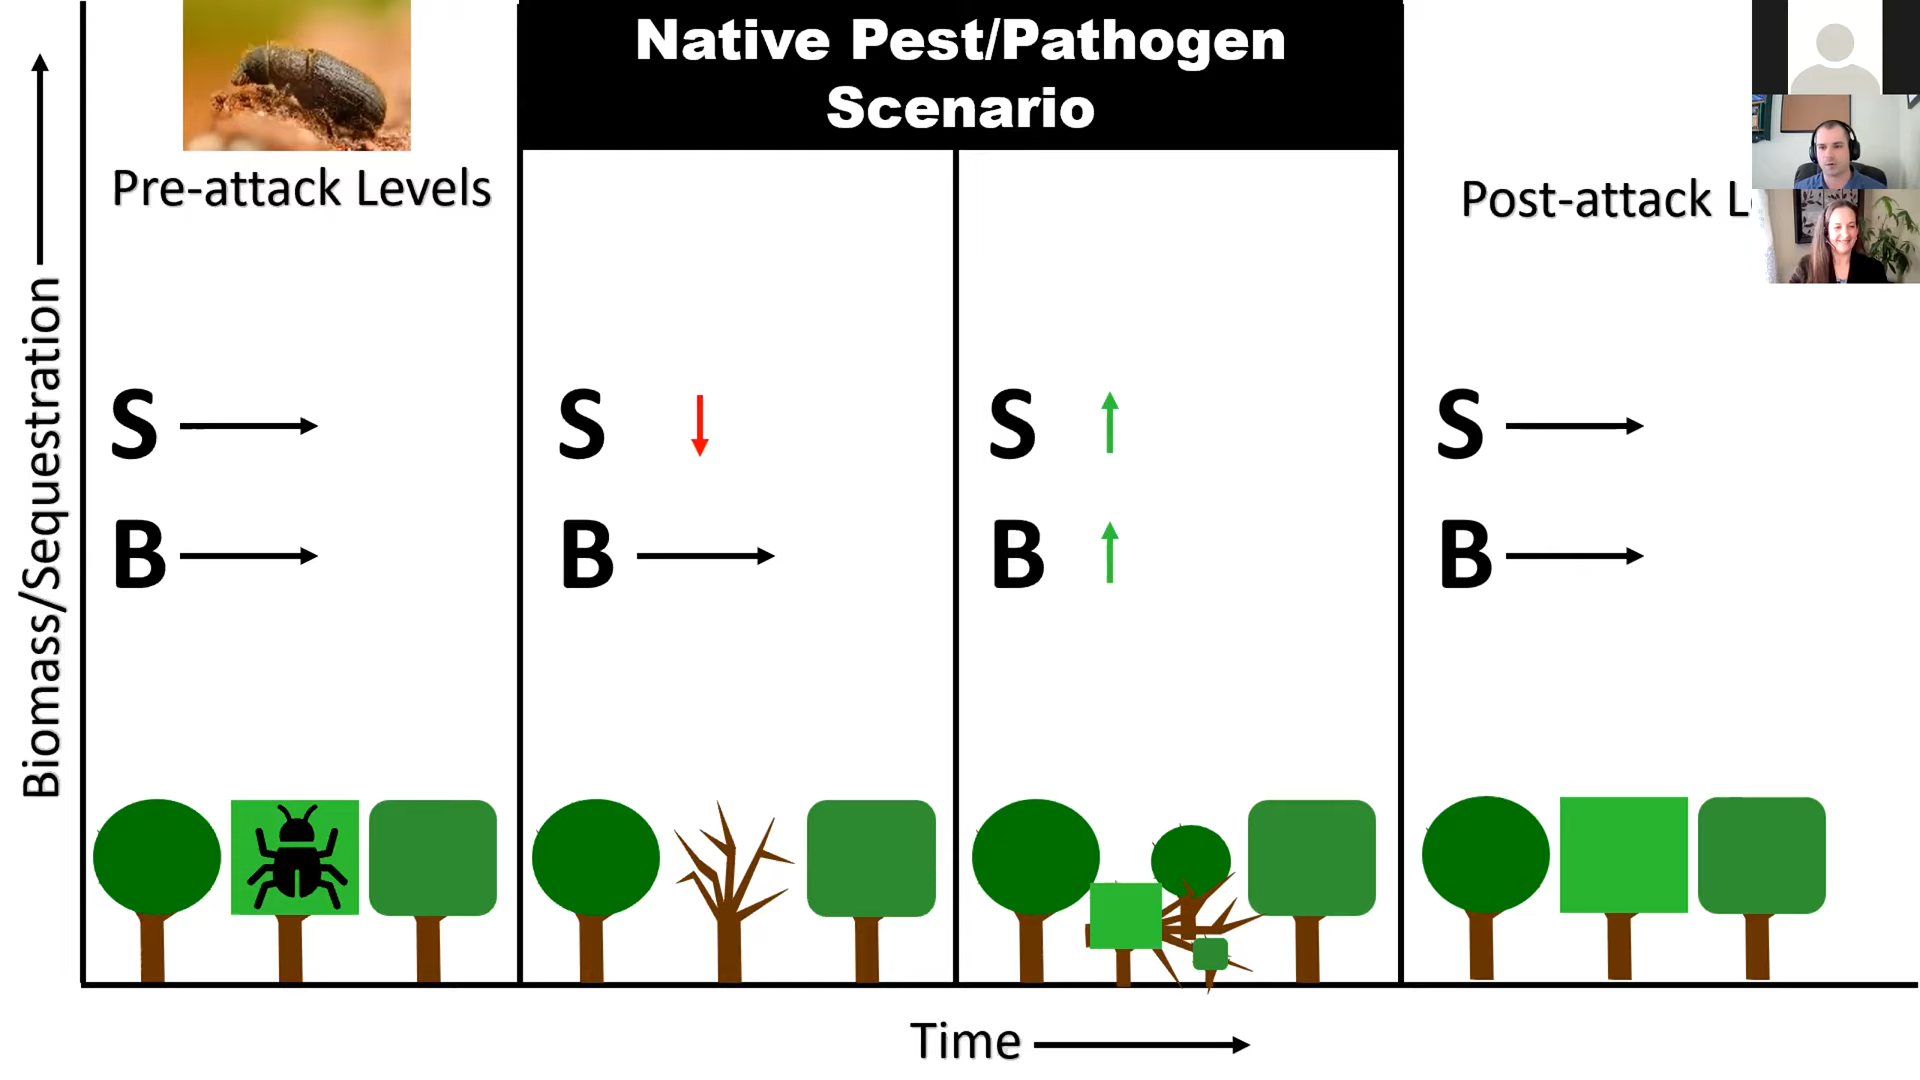 Native Pest/Pathogen
Scenario
Pre-attack Levels
Post-attack
Biomass/Sequestration
S
S
S
S
B
B
B
B
Time